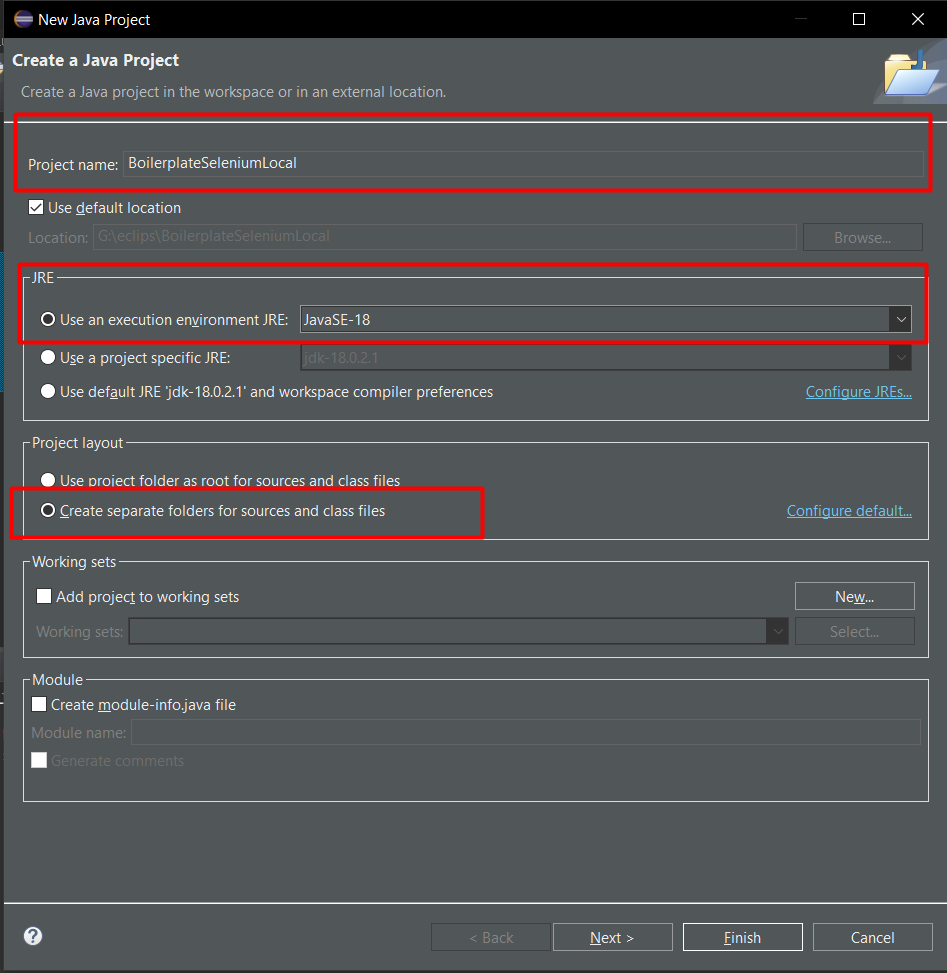 New Java Project
Create a Java Project
Create a Java project in the workspace or in an external location.
Project name: BoilerplateSeleniumLocal
Use default location
Location: G:\eclips\BoilerplateSeleniumLocal Browse...
JRE
Use an execution environment JRE: JavaSE-18
Use a project specific JRE: jdk-18.0.2.1
Use default JRE 'jdk-18.0.2.1' and workspace compiler preferences Configure JREs...
Project layout
Use project folder as root for sources and class files
Create separate folders for sources and class files Configure default...
Working sets
Add project to working sets New...
Working sets: Select...
Module
Create module-info.java file
Module name:
Generate comments
? < Back Next > Finish Cancel